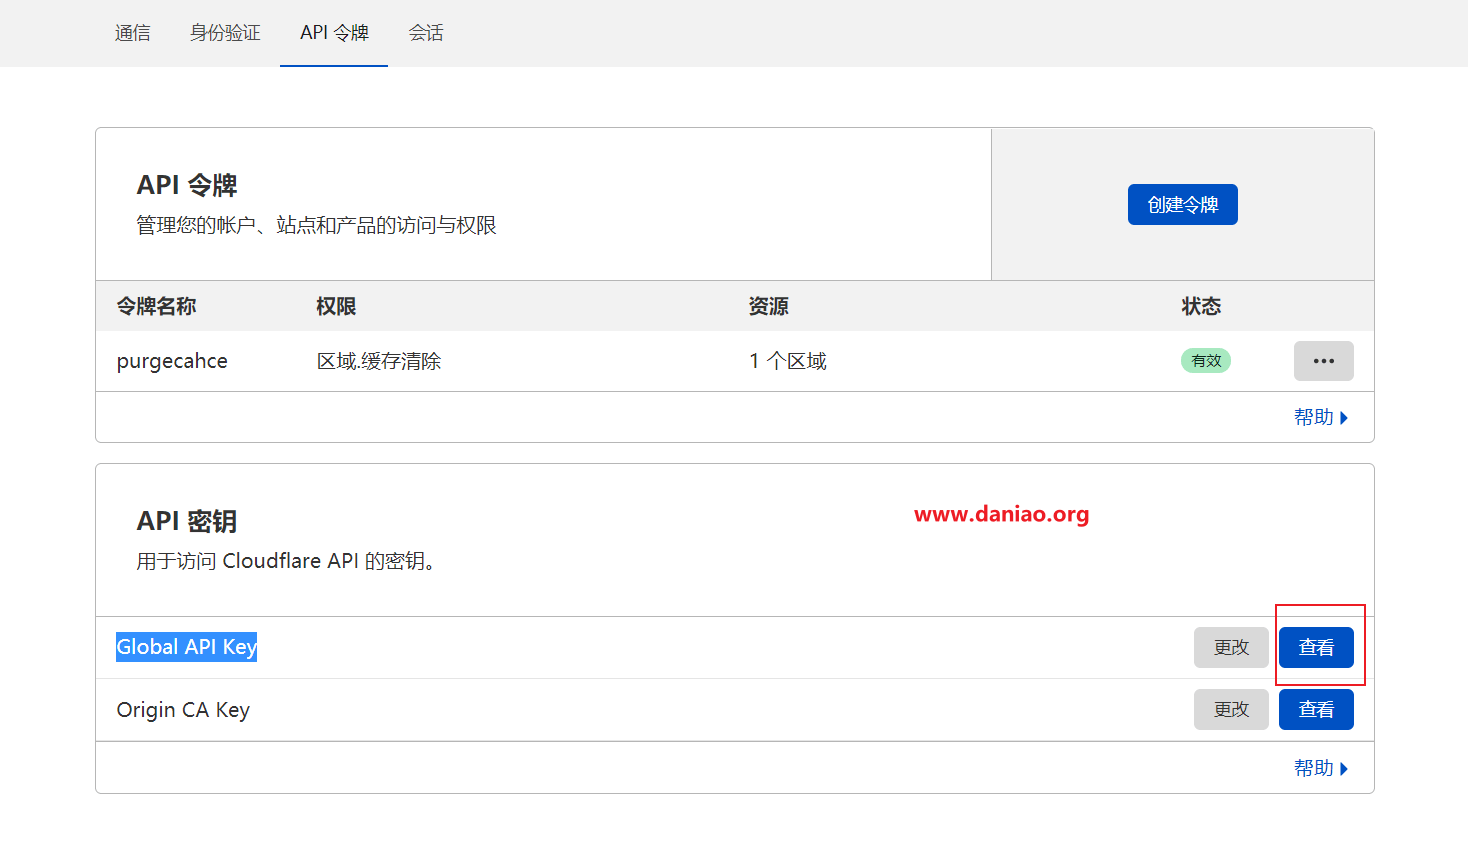 通信 身份验证 API 令牌 会话
API 令牌
管理您的帐户、站点和产品的访问与权限
创建令牌
令牌名称 权限 资源 状态
purgecahce 区域.缓存清除 1 个区域 有效
帮助
API 密钥
用于访问 Cloudflare API 的密钥。
www.daniao.org
Global API Key 更改 查看
Origin CA Key 更改 查看
帮助